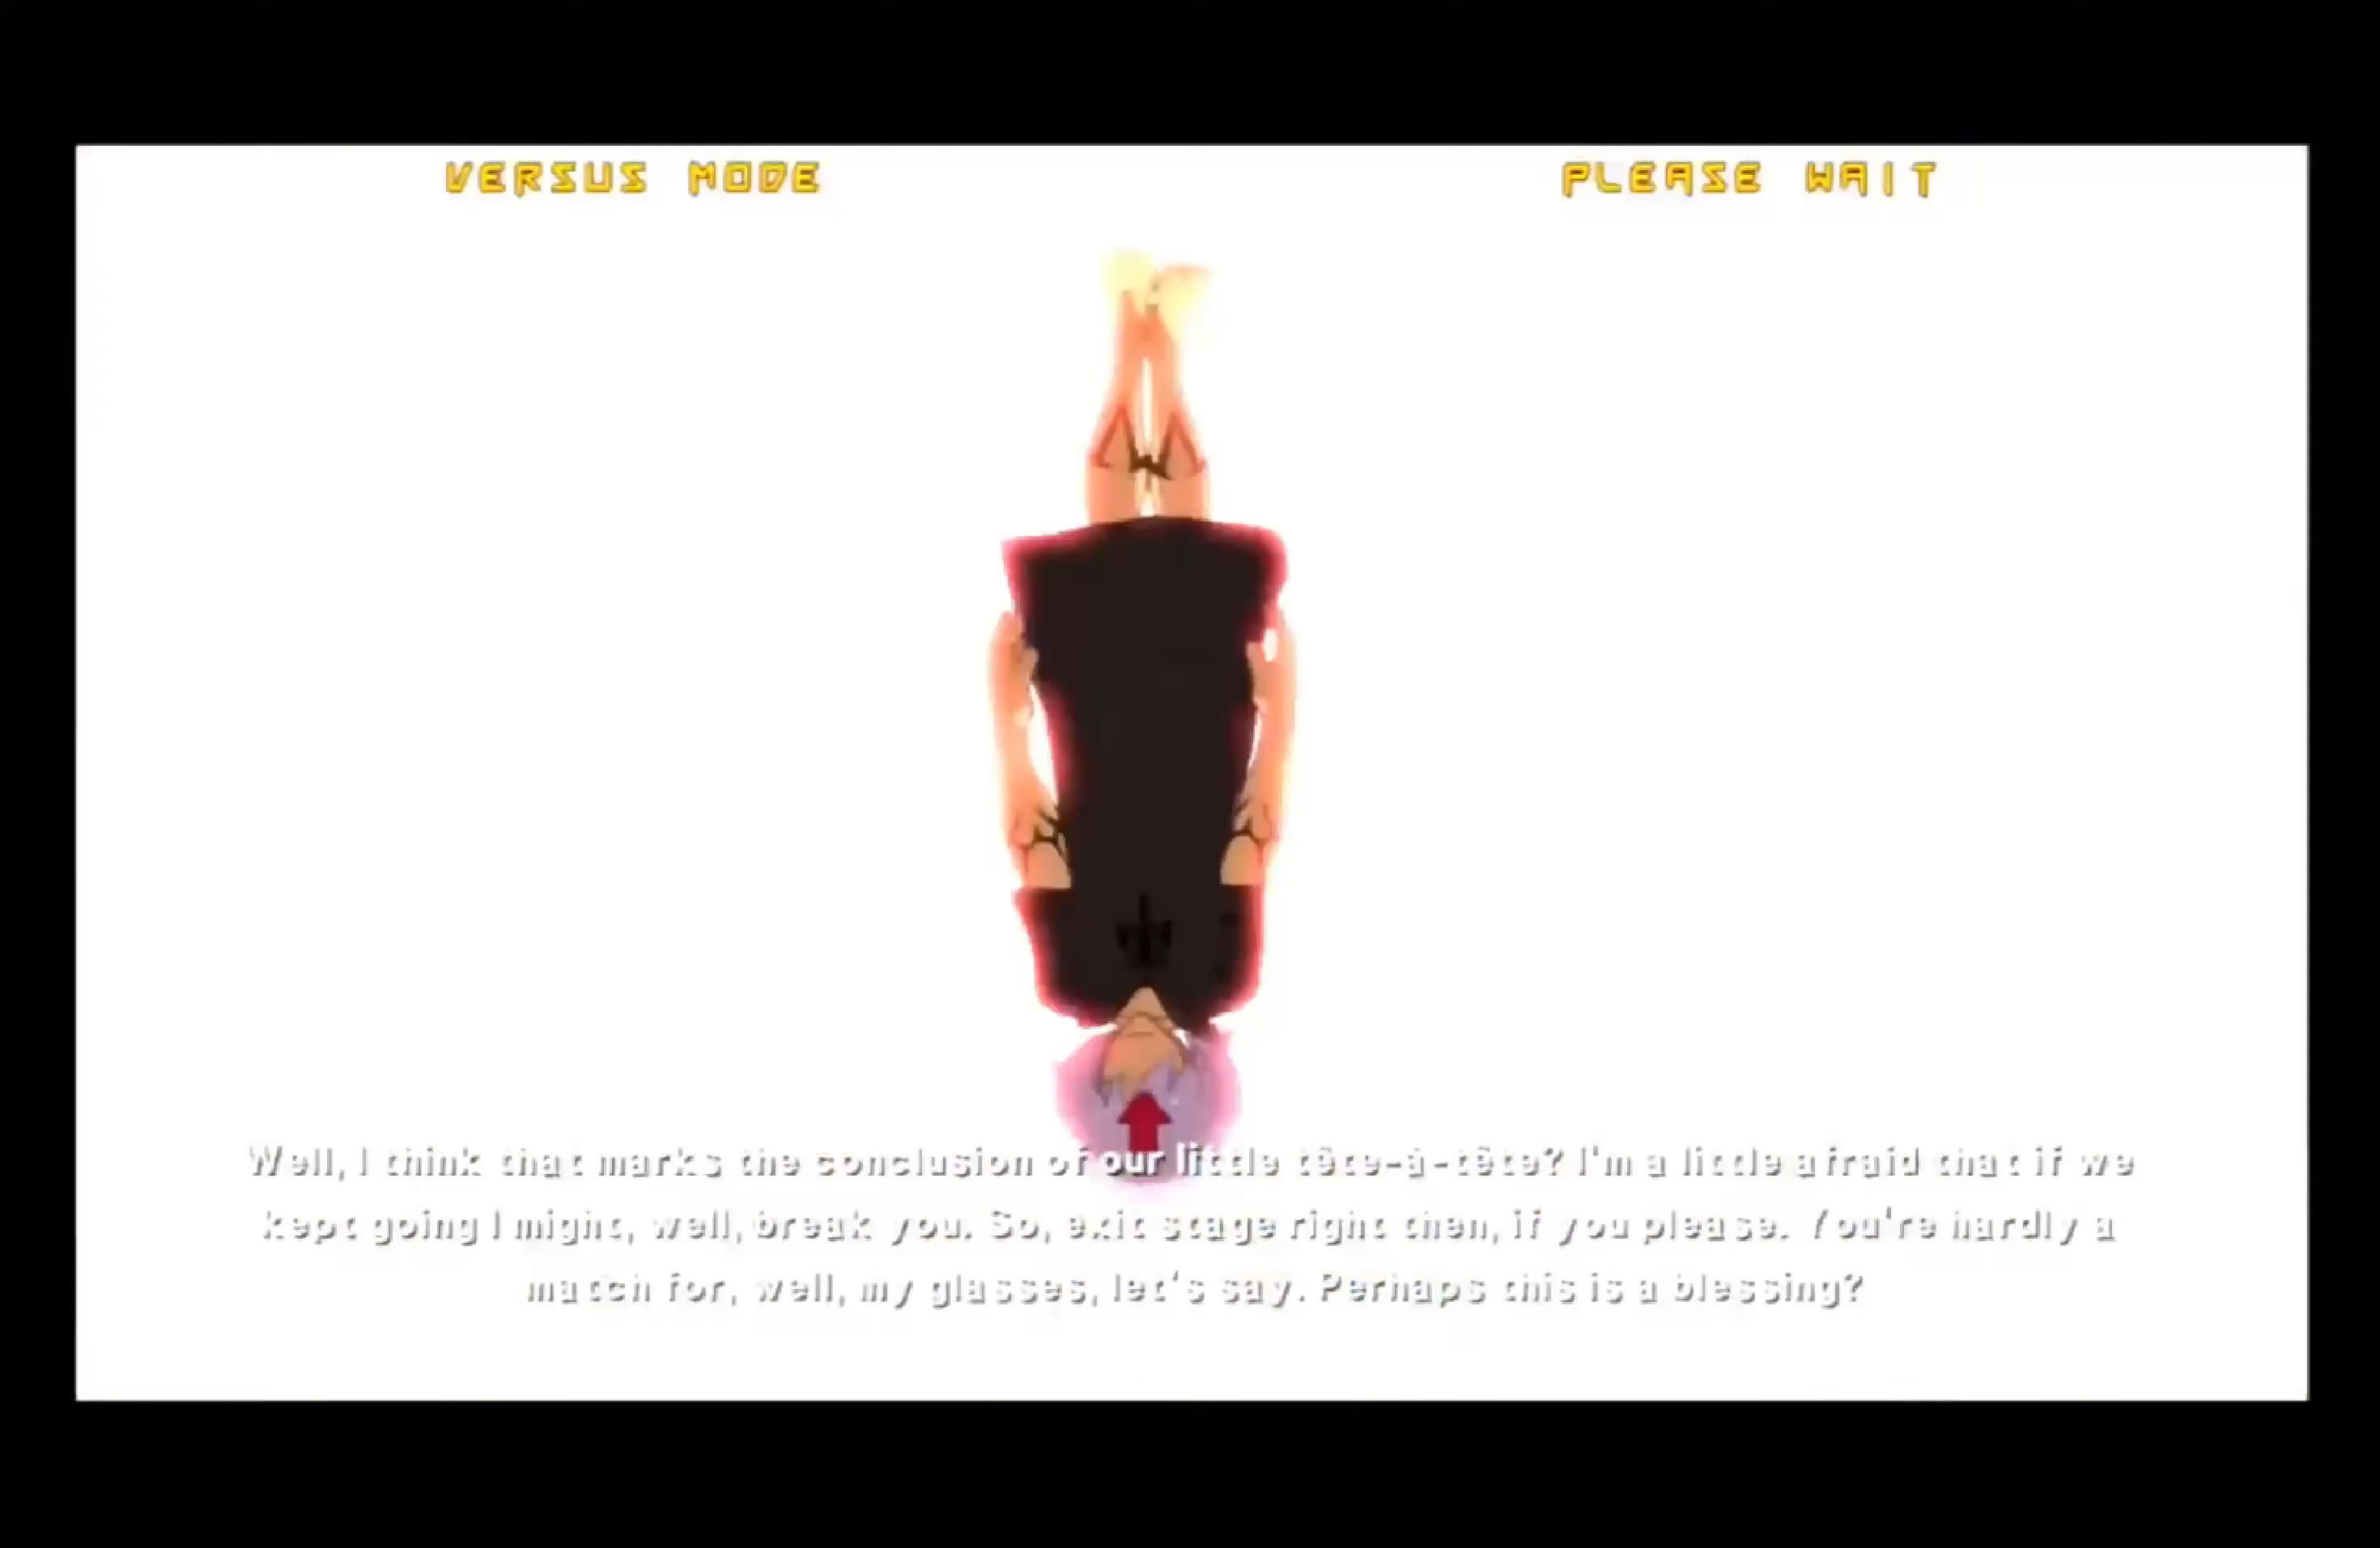 VERSUS MODE
PLEASE WAIT
Well, I think that marks the conclusion of our little tête-à-tête? I'm a little afraid that if we
kept going I might, well, break you. So, exit stage right then, if you please. You're hardly a
match for, well, my glasses, let's say. Perhaps this is a blessing?